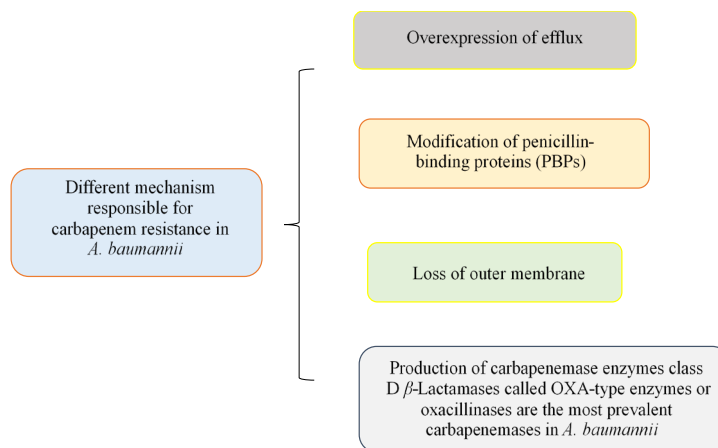 Overexpression of efflux
Modification of penicillin-
binding proteins (PBPs)
Different mechanism
responsible for
carbapenem resistance in
A. baumannii
Loss of outer membrane
Production of carbapenemase enzymes class
D β-Lactamases called OXA-type enzymes or
oxacillinases are the most prevalent
carbapenemases in A. baumannii